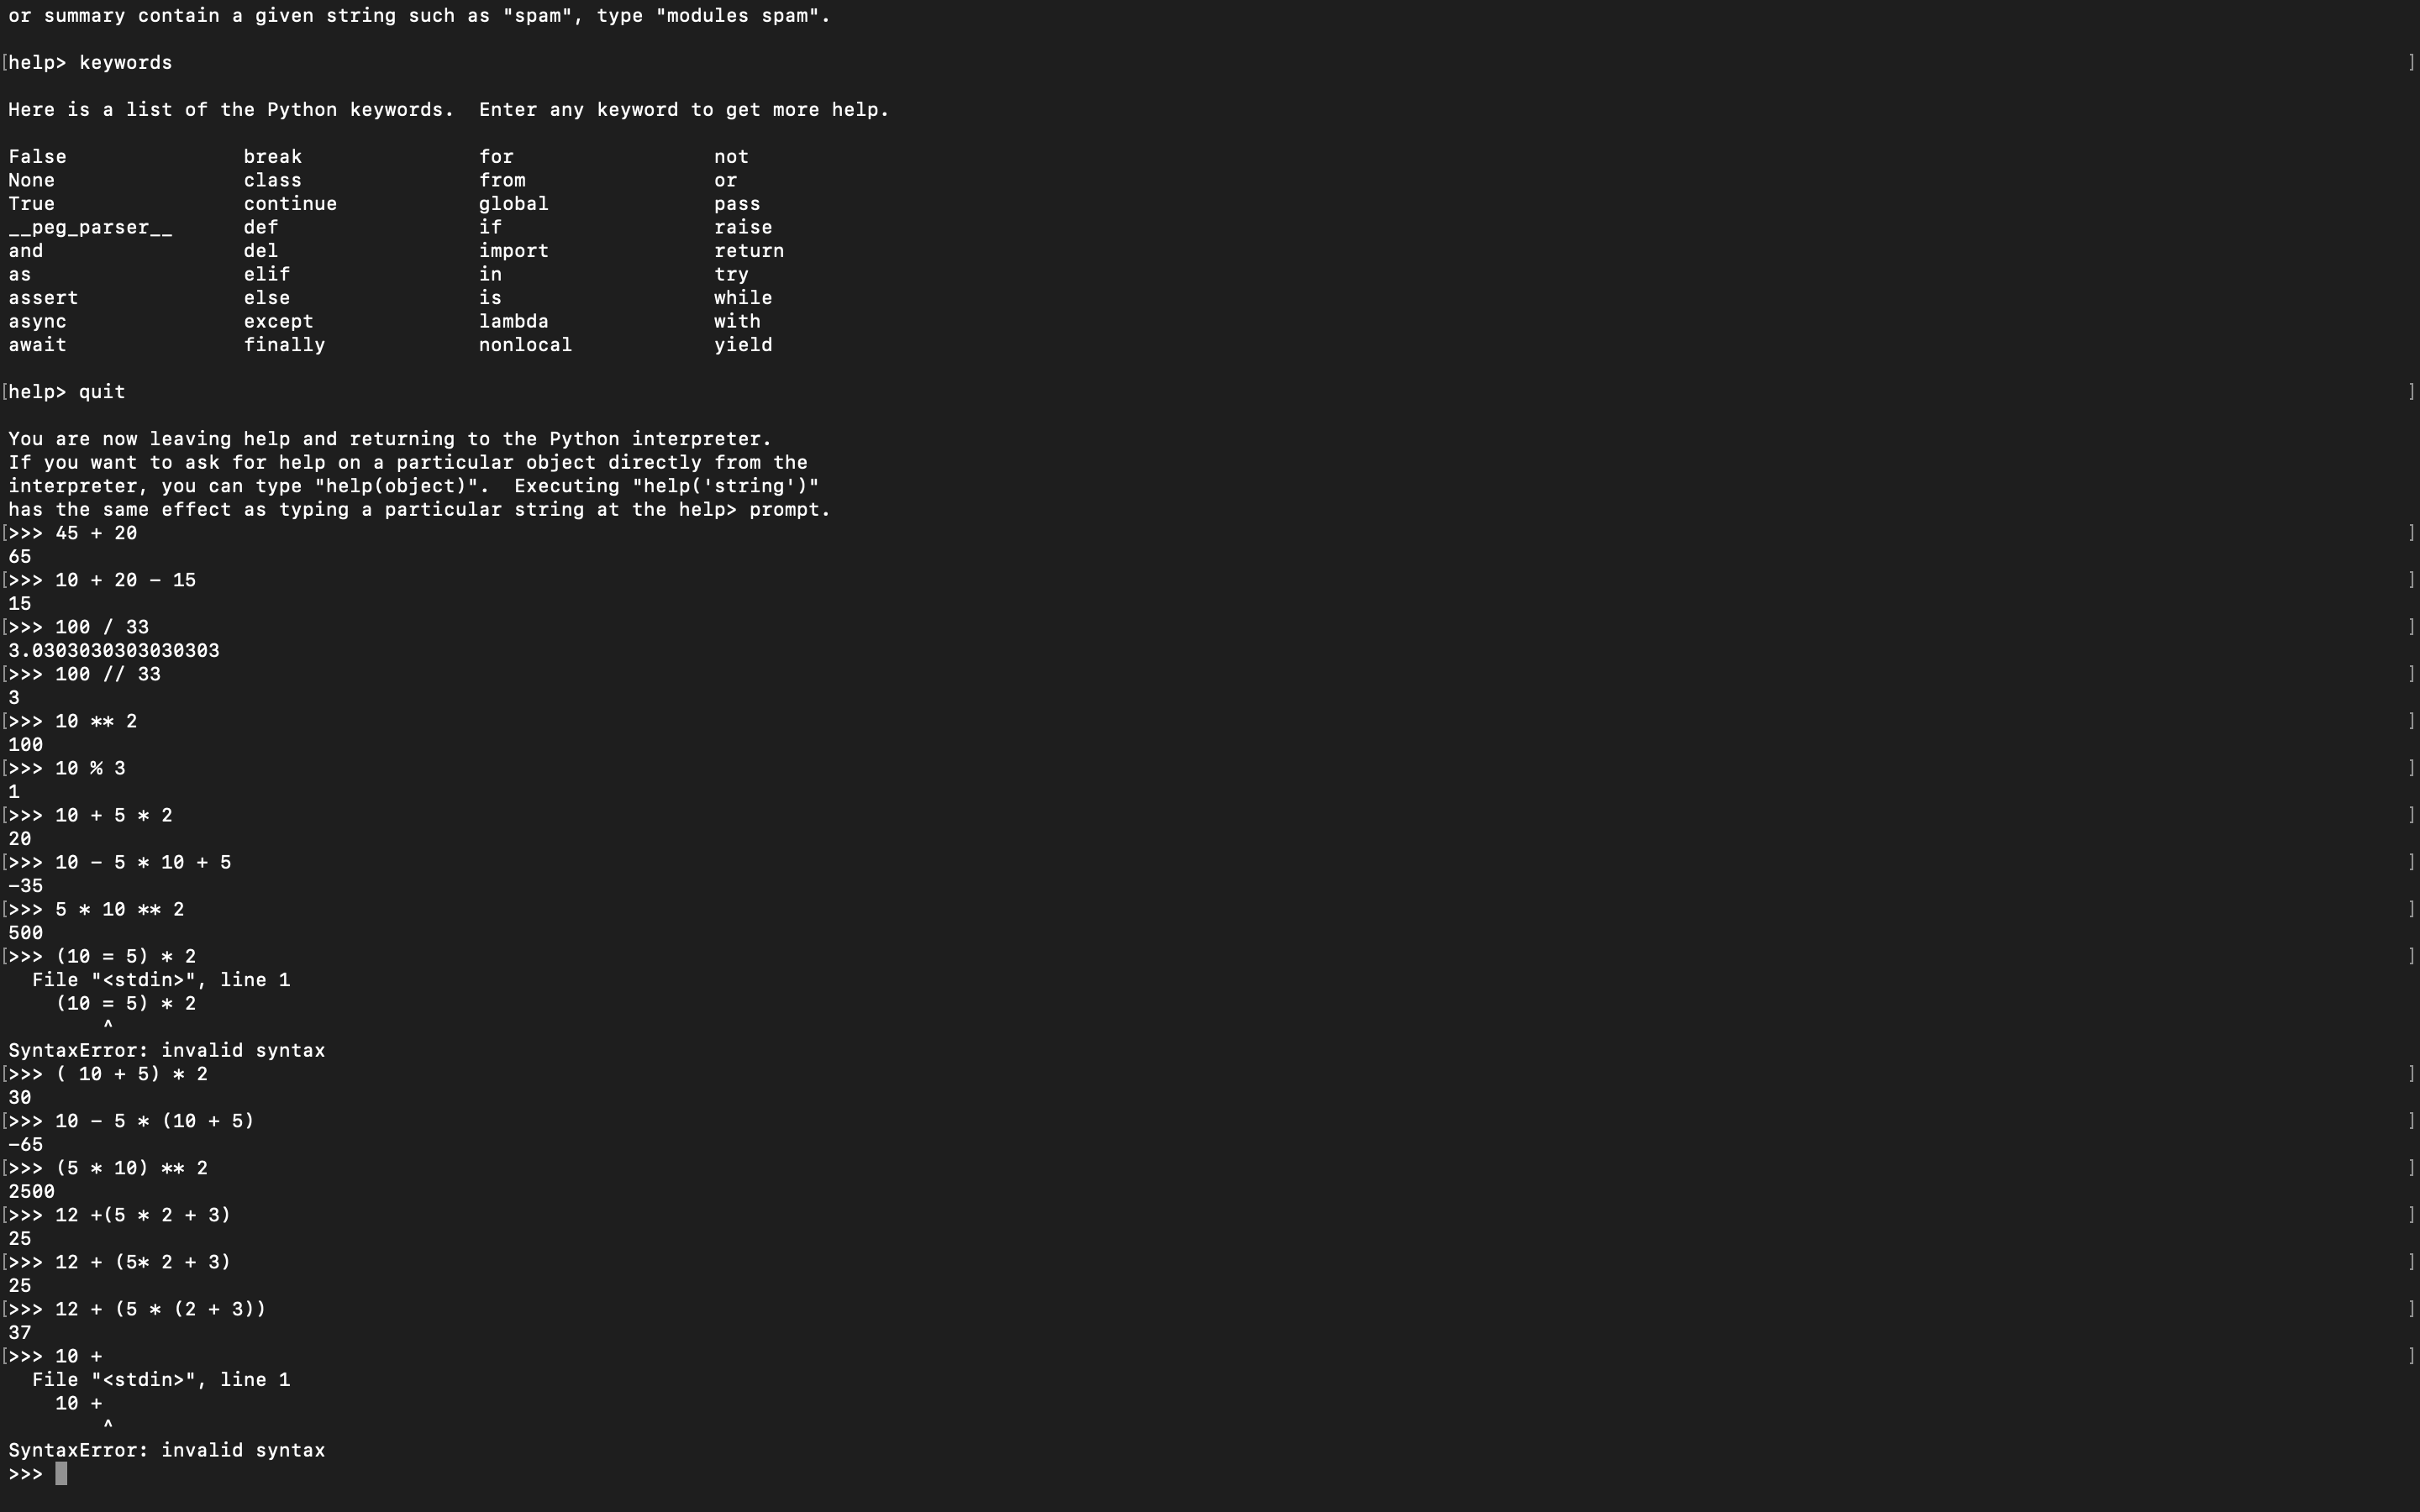 or summary contain a given string such as "spam", type "modules spam".
[help> keywords ]
Here is a list of the Python keywords.  Enter any keyword to get more help.
False               break               for                 not
None                class               from                or
True                continue            global              pass
__peg_parser__      def                 if                  raise
and                 del                 import              return
as                  elif                in                  try
assert              else                is                  while
async               except              lambda              with
await               finally             nonlocal            yield
[help> quit ]
You are now leaving help and returning to the Python interpreter.
If you want to ask for help on a particular object directly from the
interpreter, you can type "help(object)".  Executing "help('string')"
has the same effect as typing a particular string at the help> prompt.
[>>> 45 + 20 ]
65
[>>> 10 + 20 - 15 ]
15
[>>> 100 / 33 ]
3.0303030303030303
[>>> 100 // 33 ]
3
[>>> 10 ** 2 ]
100
[>>> 10 % 3 ]
1
[>>> 10 + 5 * 2 ]
20
[>>> 10 - 5 * 10 + 5 ]
-35
[>>> 5 * 10 ** 2 ]
500
[>>> (10 = 5) * 2 ]
  File "<stdin>", line 1
    (10 = 5) * 2
        ^
SyntaxError: invalid syntax
[>>> ( 10 + 5) * 2 ]
30
[>>> 10 - 5 * (10 + 5) ]
-65
[>>> (5 * 10) ** 2 ]
2500
[>>> 12 +(5 * 2 + 3) ]
25
[>>> 12 + (5* 2 + 3) ]
25
[>>> 12 + (5 * (2 + 3)) ]
37
[>>> 10 + ]
  File "<stdin>", line 1
    10 +
        ^
SyntaxError: invalid syntax
>>>